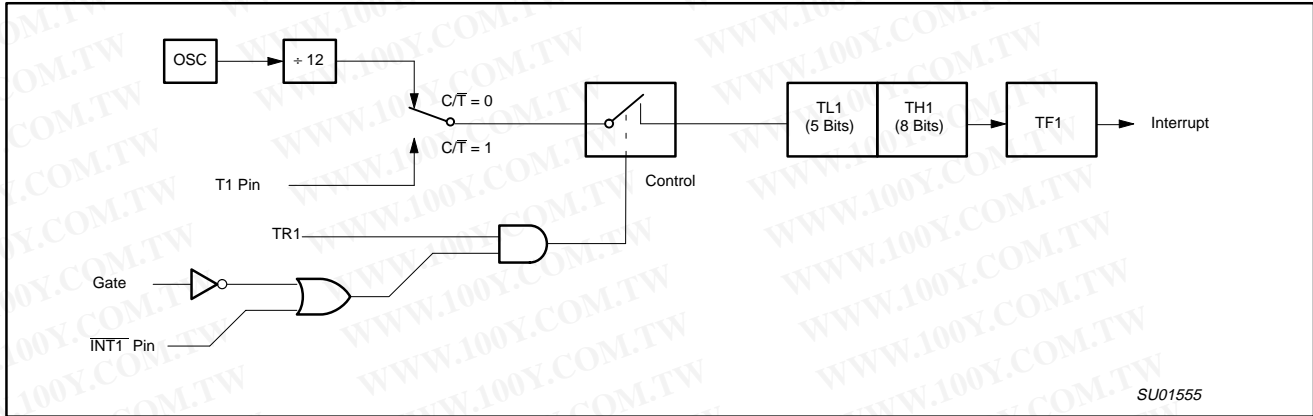 OSC
÷ 12
C/T̅ = 0
C/T̅ = 1
T1 Pin
TR1
Gate
I̅N̅T̅1̅ Pin
Control
TL1
(5 Bits)
TH1
(8 Bits)
TF1
Interrupt
SU01555
WWW.100Y.COM.TW